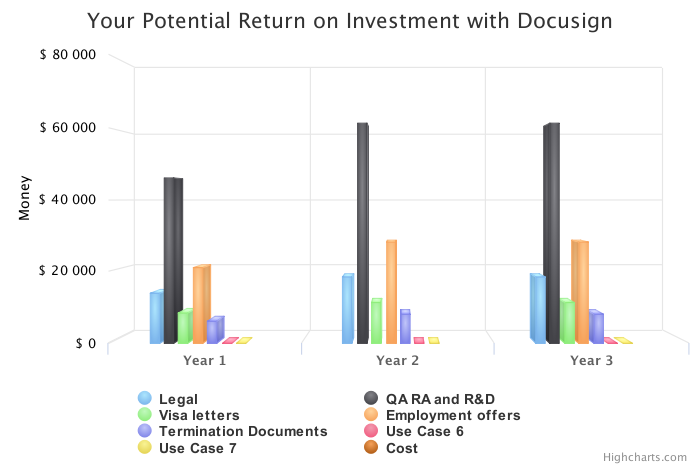 Your Potential Return on Investment with Docusign
$ 80 000
$ 60 000
$ 40 000
$ 20 000
$ 0
Money
Year 1
Year 2
Year 3
Legal
QA RA and R&D
Visa letters
Employment offers
Termination Documents
Use Case 6
Use Case 7
Cost
Highcharts.com